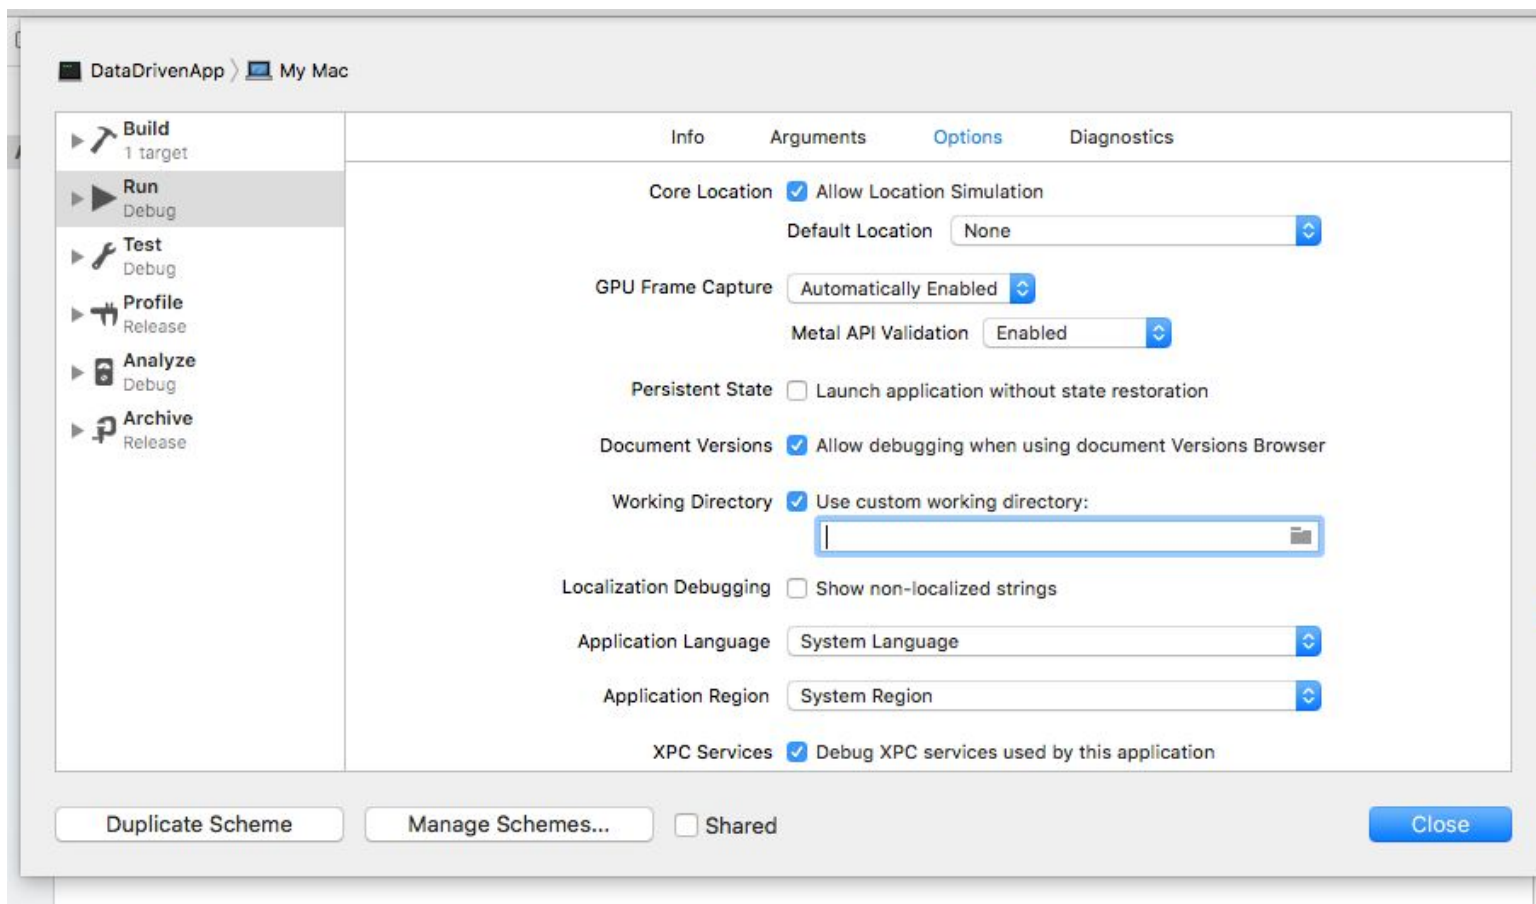 DataDrivenApp My Mac
Build
1 target
Run
Debug
Test
Debug
Profile
Release
Analyze
Debug
Archive
Release
Info Arguments Options Diagnostics
Core Location Allow Location Simulation
Default Location None
GPU Frame Capture Automatically Enabled
Metal API Validation Enabled
Persistent State Launch application without state restoration
Document Versions Allow debugging when using document Versions Browser
Working Directory Use custom working directory:
Localization Debugging Show non-localized strings
Application Language System Language
Application Region System Region
XPC Services Debug XPC services used by this application
Duplicate Scheme Manage Schemes... Shared Close